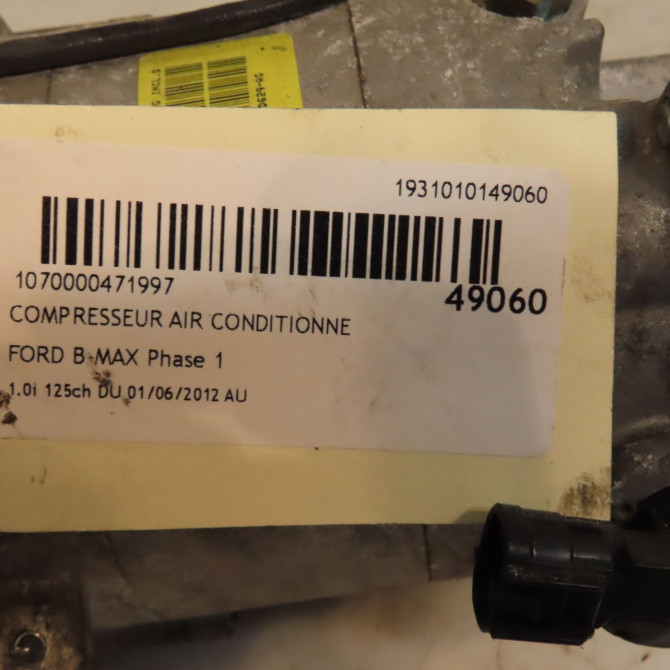 1931010149060
1070000471997
49060
COMPRESSEUR AIR CONDITIONNE
FORD B-MAX Phase 1
1.0i 125ch DU 01/06/2012 AU